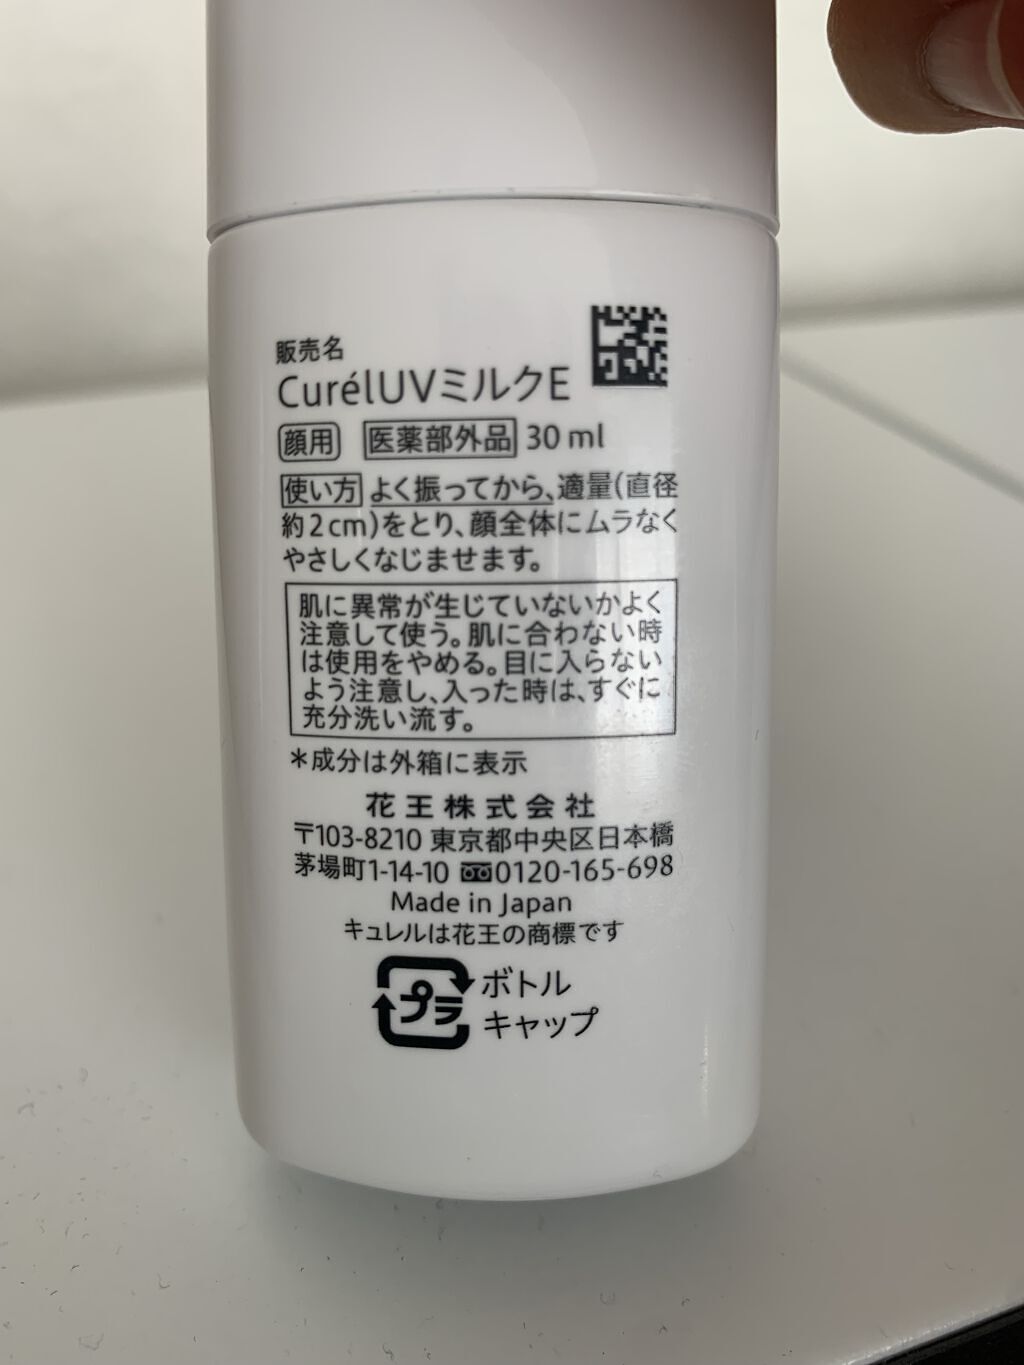 販売名
CurélUVミルクE
顔用 医薬部外品 30 ml
使い方 よく振ってから、適量(直径
約2cm)をとり、顔全体にムラなく
やさしくなじませます。
肌に異常が生じていないかよく
注意して使う。肌に合わない時
は使用をやめる。目に入らない
よう注意し、入った時は、すぐに
充分洗い流す。
*成分は外箱に表示
花王株式会社
〒103-8210 東京都中央区日本橋
茅場町1-14-10 0120-165-698
Made in Japan
キュレルは花王の商標です
プラ ボトル
キャップ